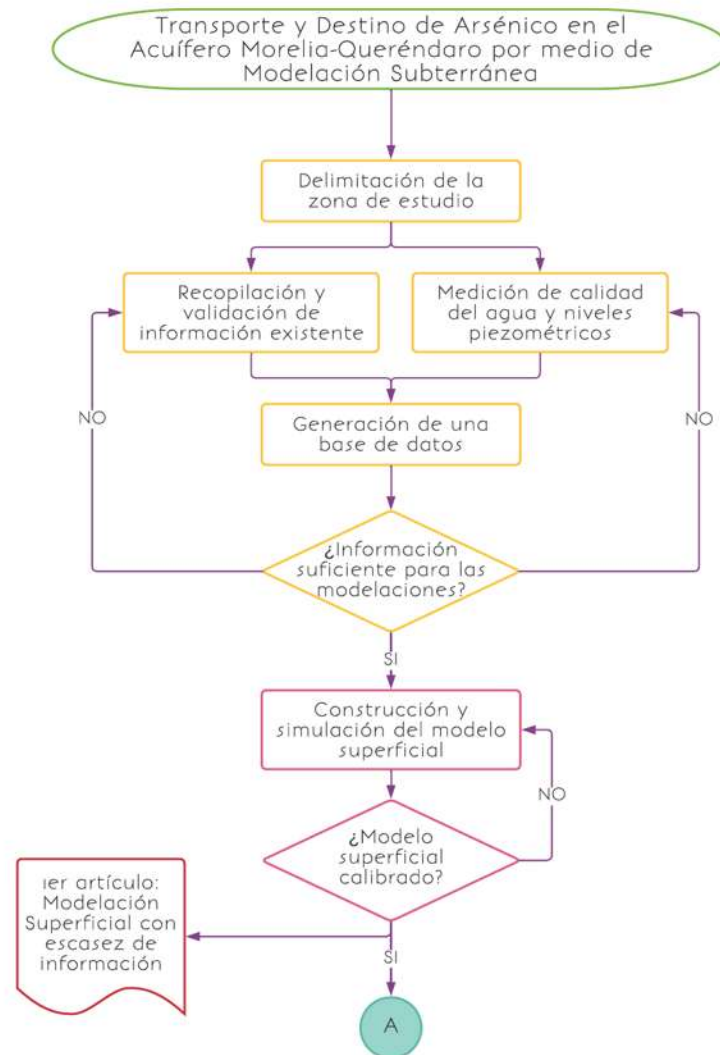 Transporte y Destino de Arsénico en el
Acuífero Morelia-Queréndaro por medio de
Modelación Subterránea
Delimitación de la
zona de estudio
Recopilación y
validación de
información existente
Medición de calidad
del agua y niveles
piezométricos
NO
NO
Generación de una
base de datos
¿Información
suficiente para las
modelaciones?
SI
Construcción y
simulación del modelo
superficial
NO
¿Modelo
superficial
calibrado?
1er artículo:
Modelación
Superficial con
escasez de
información
SI
A